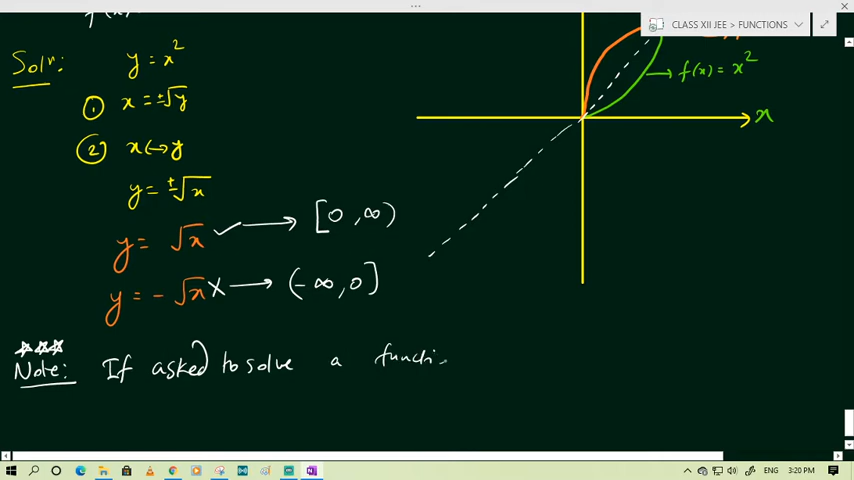 f(x)
CLASS XII JEE > FUNCTIONS
Solⁿ: y = x²
f(x) = x²
① x = ±√y
x
② x ↔ y
y = ±√x
y = √x ✓ → [0, ∞)
y = - √x X → (-∞, 0]
*** 
Note: If asked to solve a functi
ENG 3:20 PM